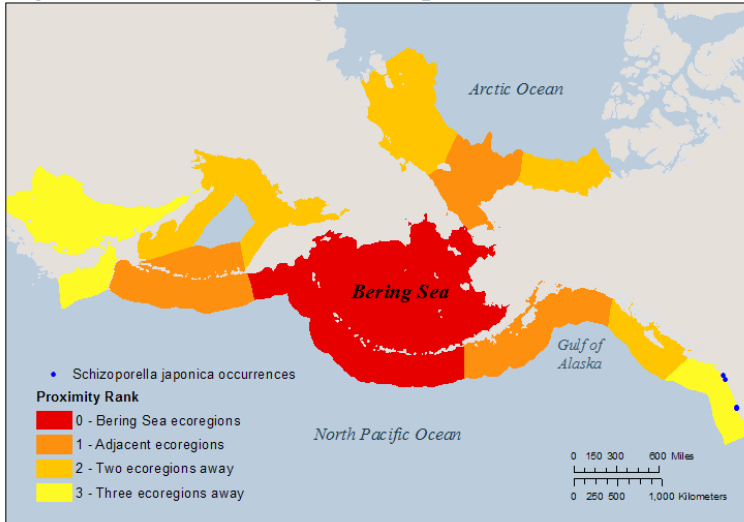 Arctic Ocean
Bering Sea
Gulf of
Alaska
Schizoporella japonica occurrences
Proximity Rank
0 - Bering Sea ecoregions
1 - Adjacent ecoregions
2 - Two ecoregions away
3 - Three ecoregions away
North Pacific Ocean
0 150 300 600 Miles
0 250 500 1,000 Kilometers